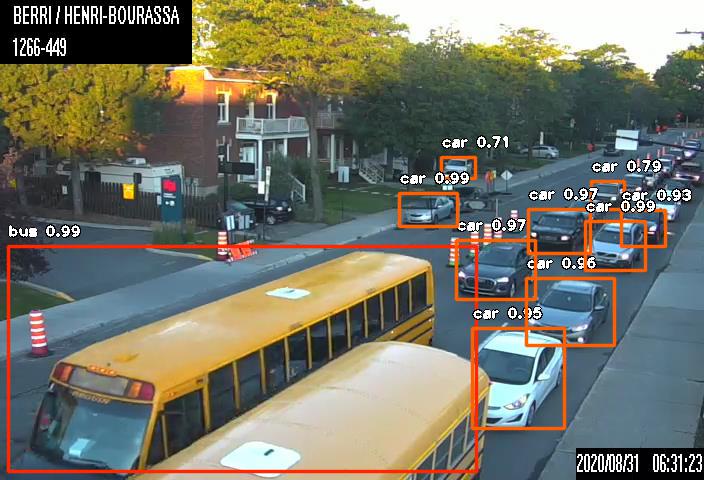 BERRI / HENRI-BOURASSA
1266-449
car 0.71
car 0.79
car 0.99
car 0.97
car 0.93
car 0.99
car 0.97
bus 0.99
car 0.96
car 0.95
2020/08/31 06:31:23